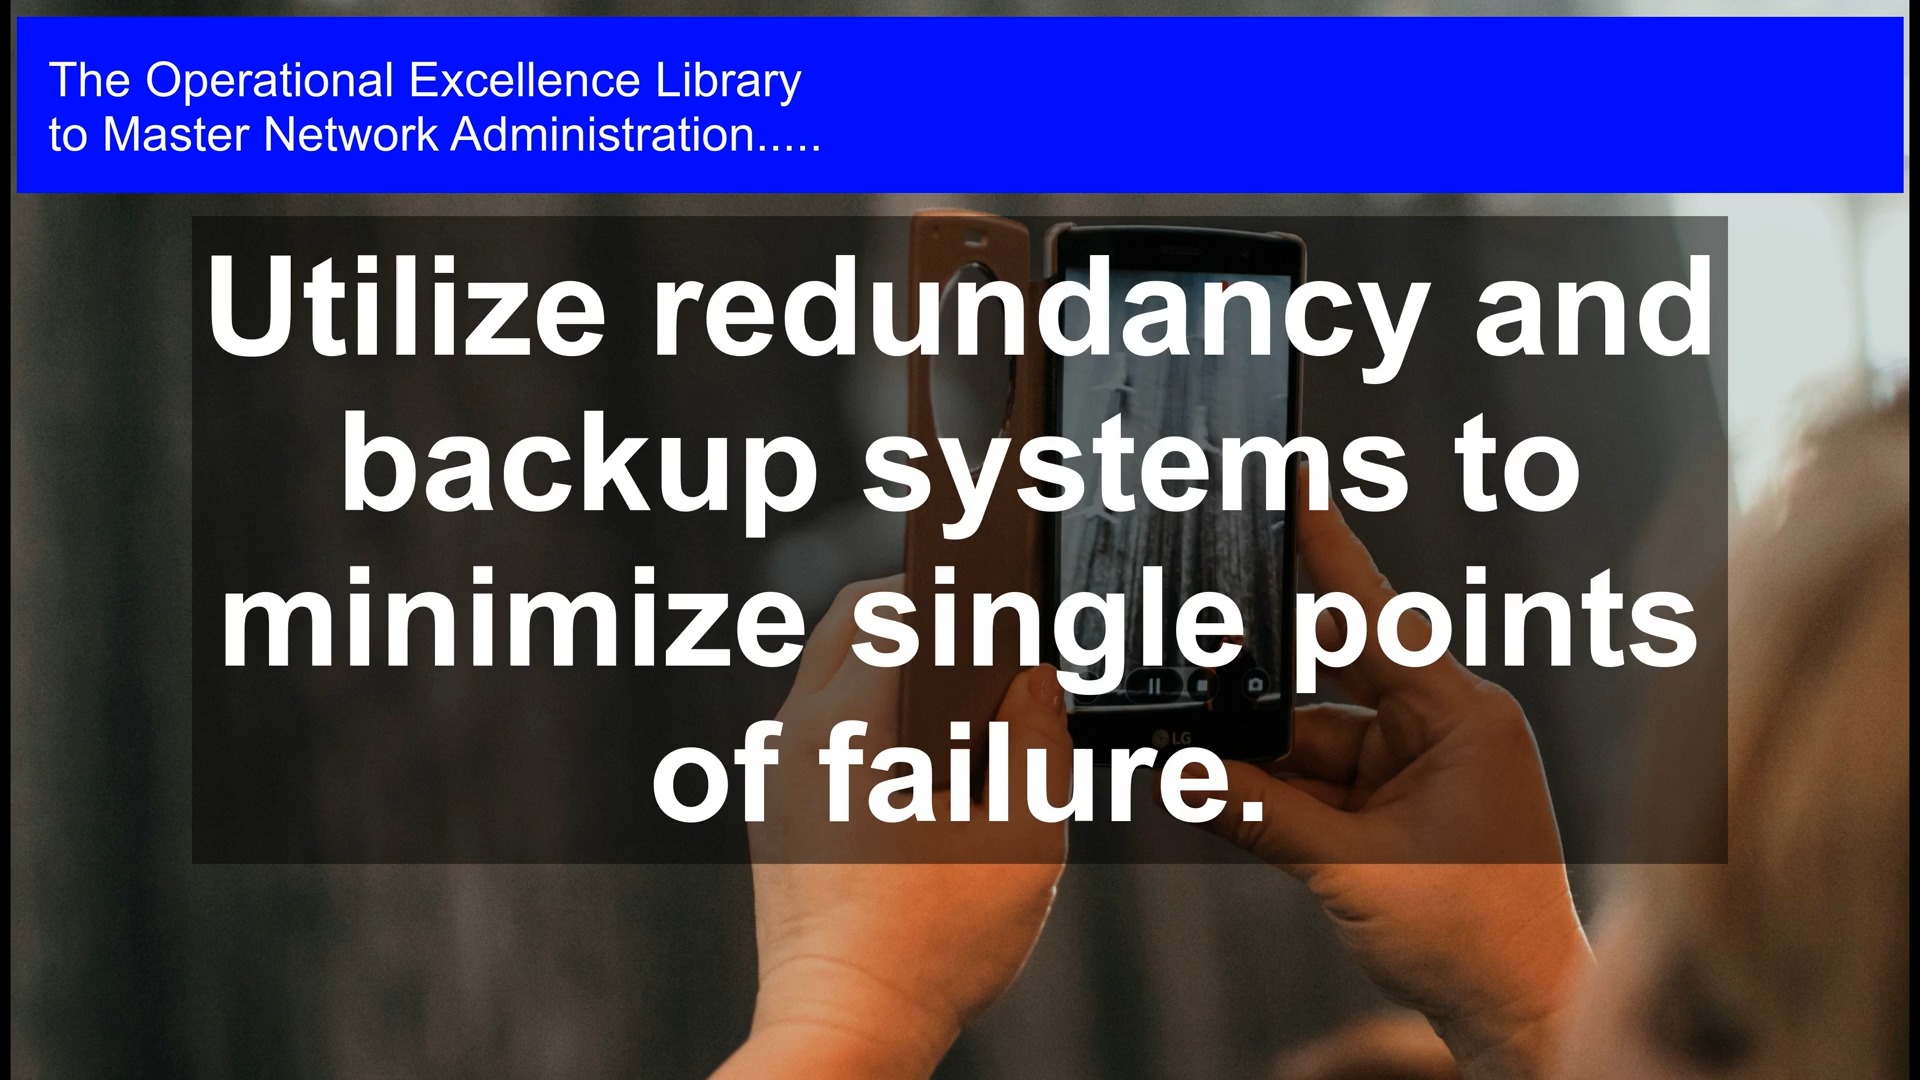 The Operational Excellence Library
to Master Network Administration.....
Utilize redundancy and
backup systems to
minimize single points
of failure.
LG